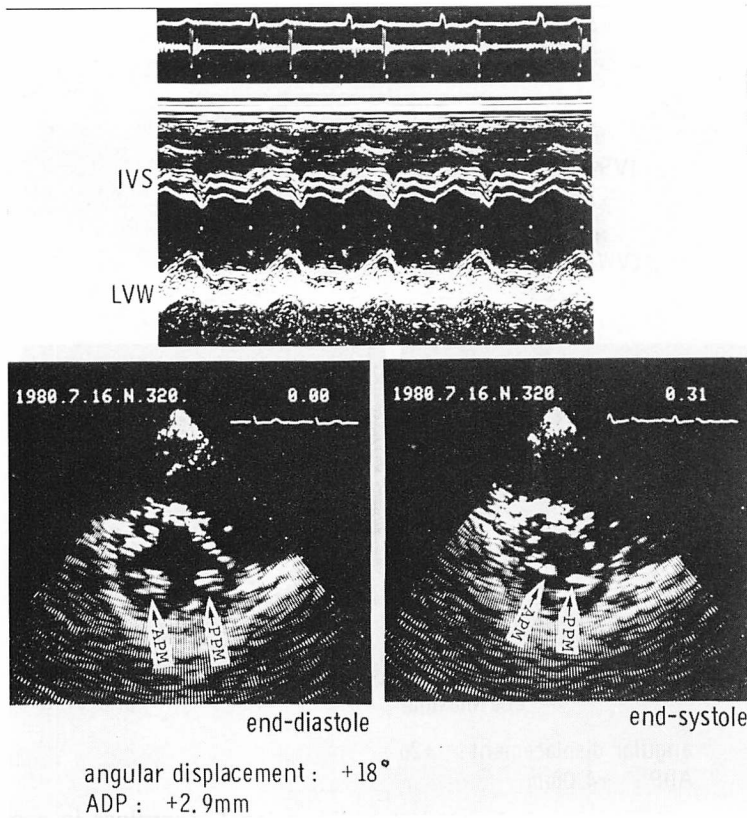 IVS
LVW
1980.7.16.N.320. 0.00
←APM
←PPM
1980.7.16.N.320. 0.31
←APM
←PPM
end-diastole
end-systole
angular displacement : +18°
ADP : +2.9mm